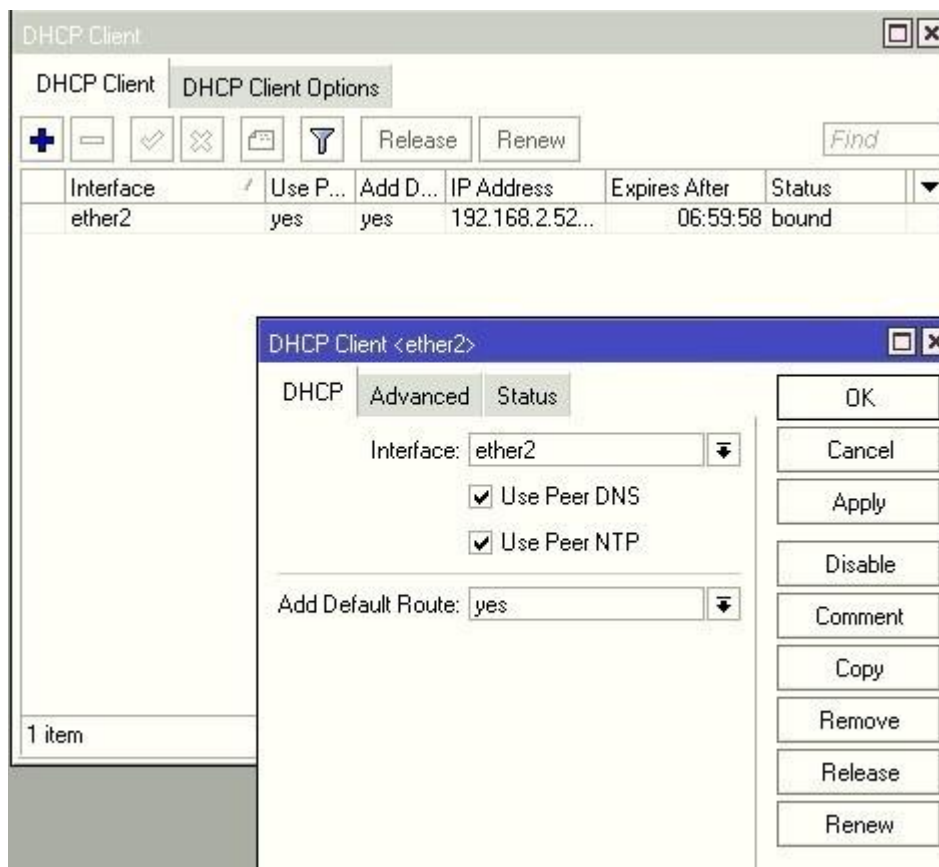 DHCP Client
DHCP Client DHCP Client Options
Release Renew Find
Interface Use P... Add D... IP Address Expires After Status
ether2 yes yes 192.168.2.52... 06:59:58 bound
DHCP Client <ether2>
DHCP Advanced Status
Interface: ether2
Use Peer DNS
Use Peer NTP
Add Default Route: yes
OK
Cancel
Apply
Disable
Comment
Copy
Remove
Release
Renew
1 item